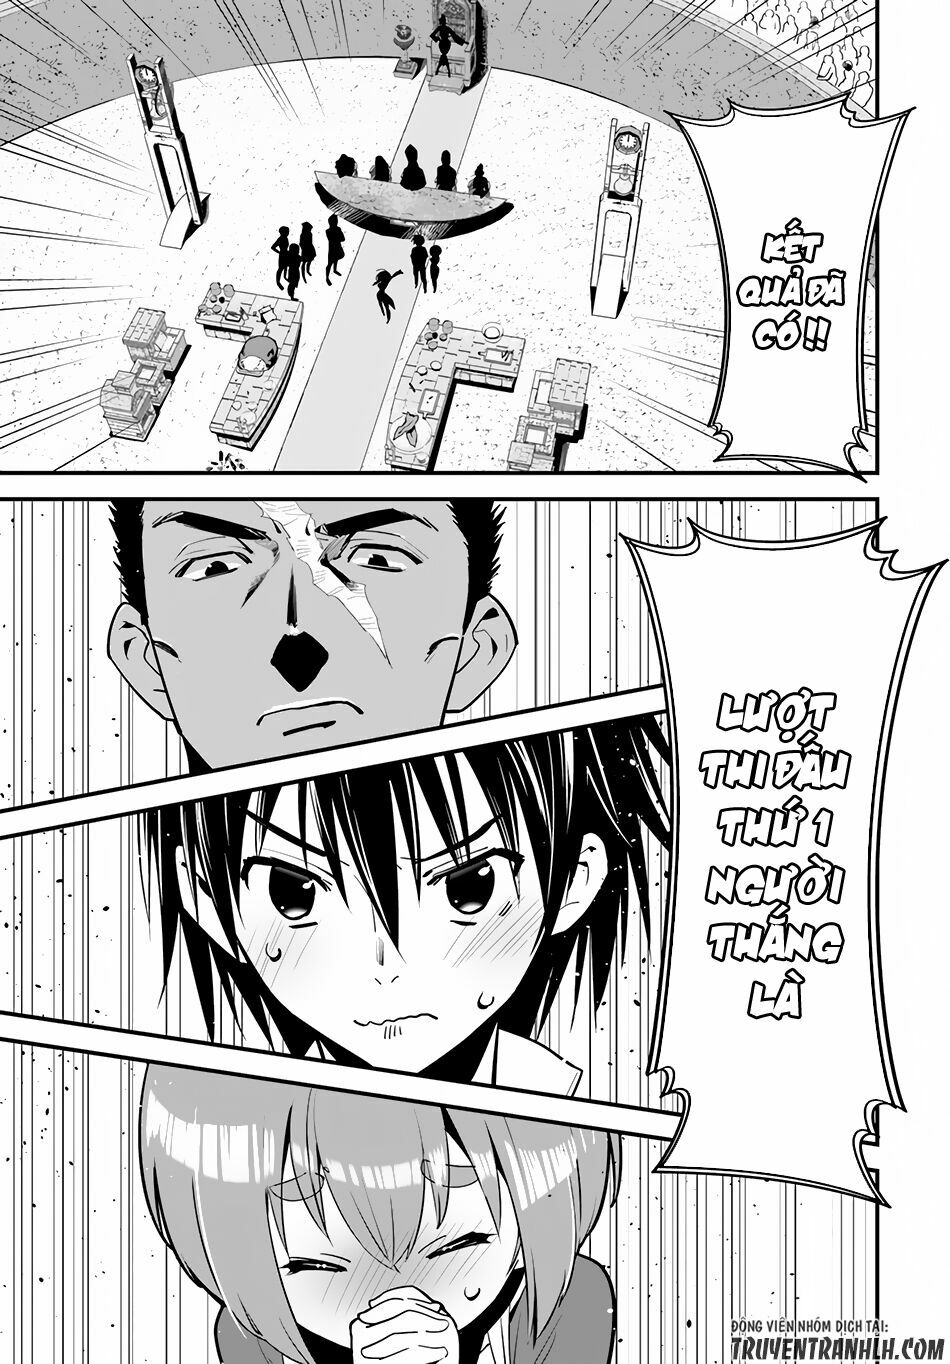 KẾT
QUẢ ĐÃ
CÓ!!
LƯỢT
THI ĐẤU
THỨ 1
NGƯỜI
THẮNG
LÀ
ĐỘNG VIÊN NHÓM DỊCH TẠI:
TRUYENTRANHLH.COM